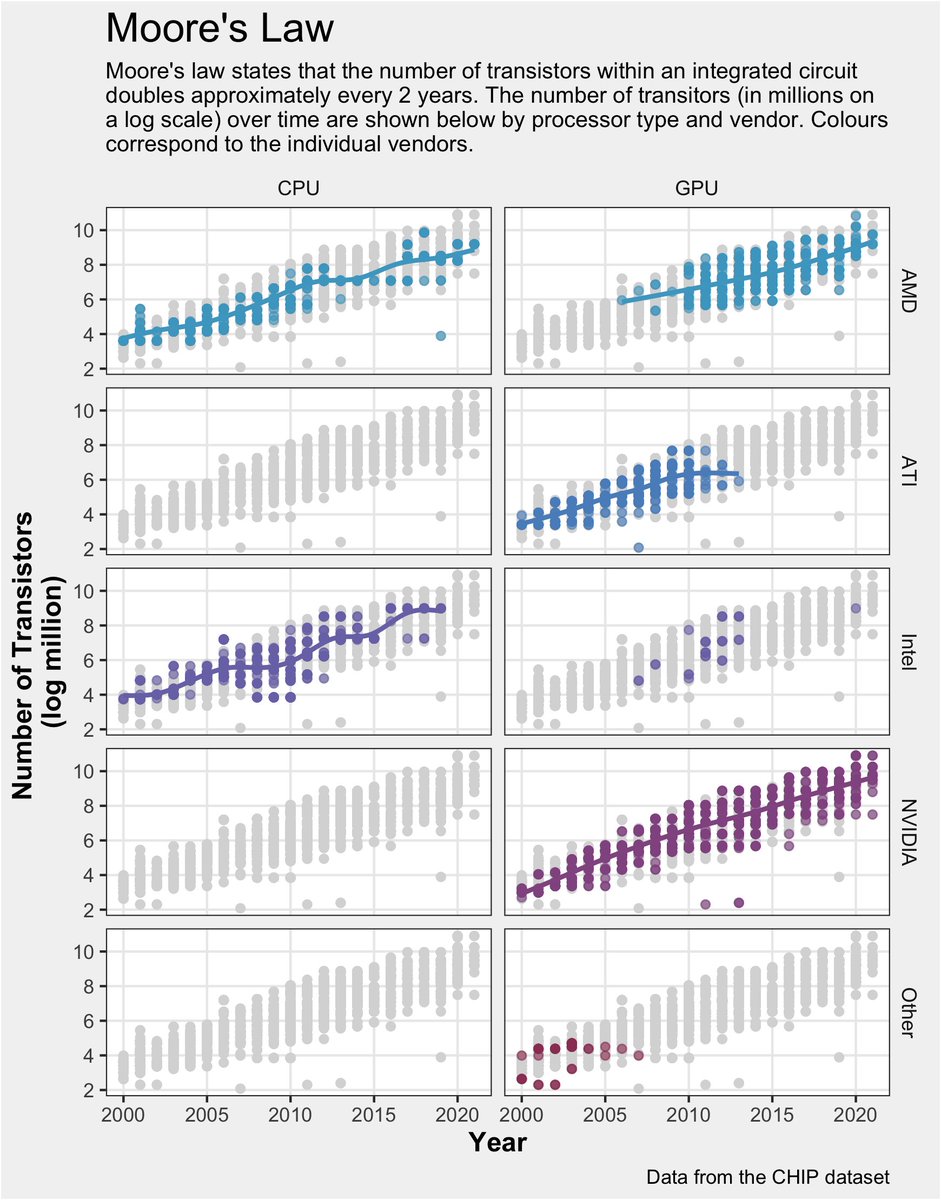 Moore's Law
Moore's law states that the number of transistors within an integrated circuit
doubles approximately every 2 years. The number of transitors (in millions on
a log scale) over time are shown below by processor type and vendor. Colours
correspond to the individual vendors.
CPU
GPU
10
8
6
4
2
AMD
10
8
6
4
2
ATI
10
8
6
4
2
Intel
10
8
6
4
2
NVIDIA
10
8
6
4
2
Other
Number of Transistors
(log million)
2000 2005 2010 2015 2020 2000 2005 2010 2015 2020
Year
Data from the CHIP dataset